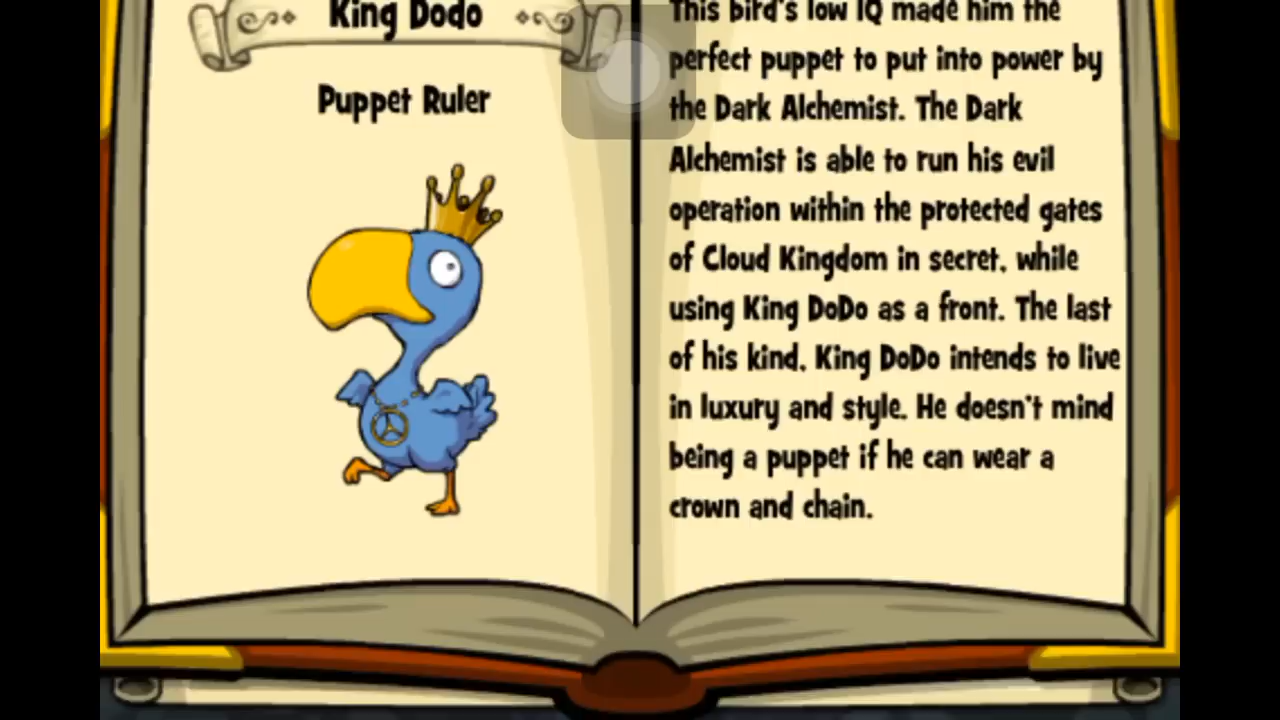 King Dodo
Puppet Ruler
This bird's low IQ made him the
perfect puppet to put into power by
the Dark Alchemist. The Dark
Alchemist is able to run his evil
operation within the protected gates
of Cloud Kingdom in secret, while
using King DoDo as a front. The last
of his kind, King DoDo intends to live
in luxury and style. He doesn't mind
being a puppet if he can wear a
crown and chain.